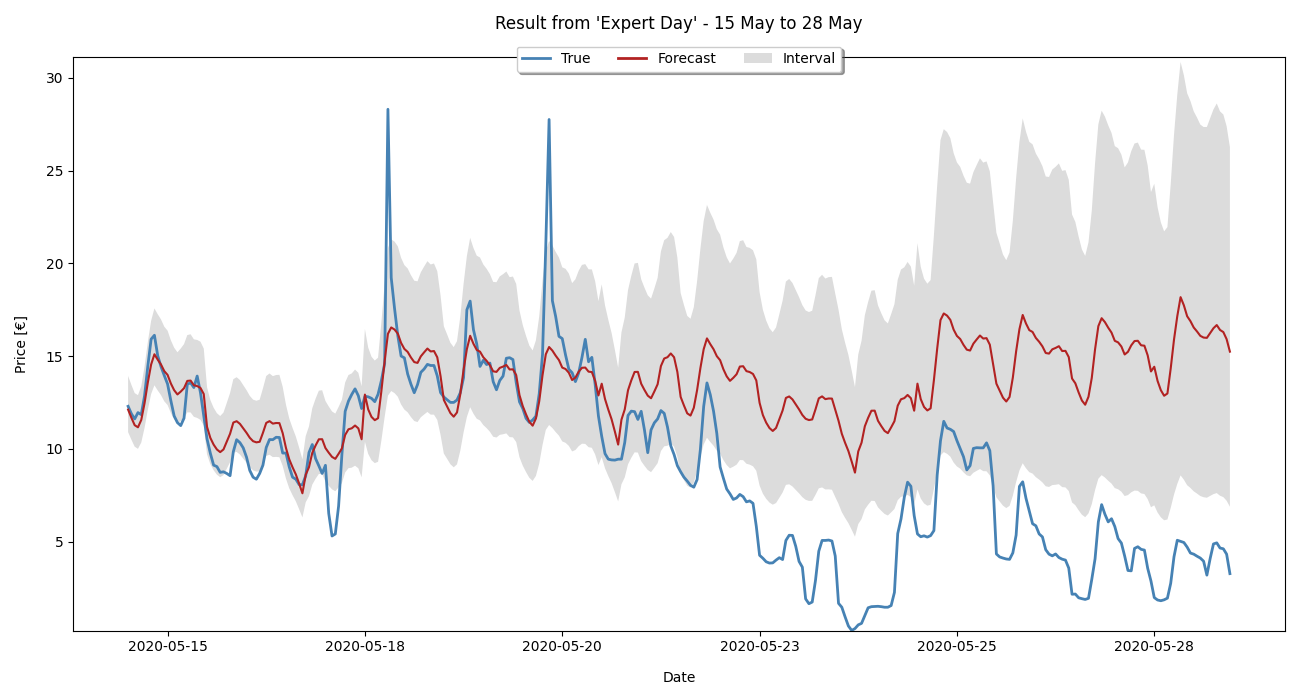 Result from 'Expert Day' - 15 May to 28 May
True Forecast Interval
30
25
20
15
10
5
Price [€]
2020-05-15 2020-05-18 2020-05-20 2020-05-23 2020-05-25 2020-05-28
Date